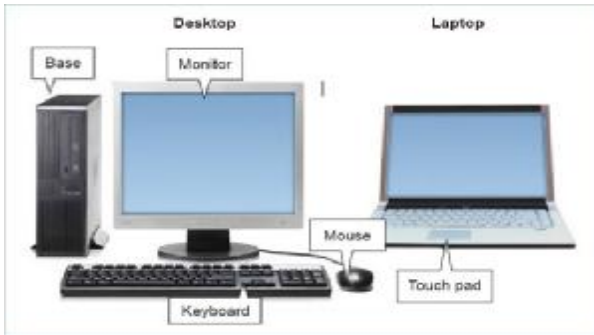 Desktop
Laptop
Base
Monitor
Mouse
Touch pad
Keyboard